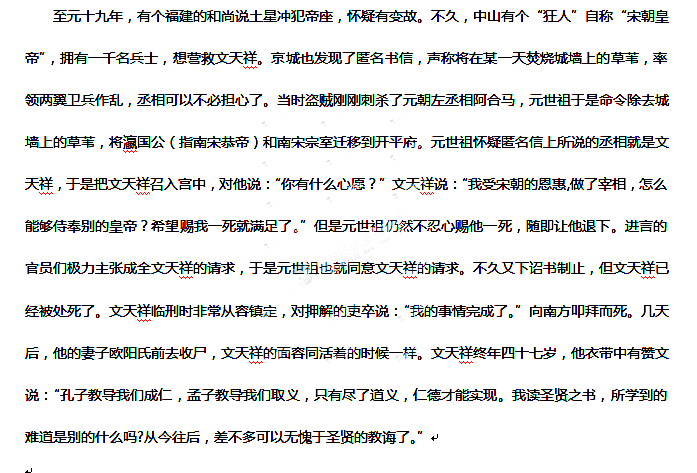 至元十九年，有个福建的和尚说土星冲犯帝座，怀疑有变故。不久，中山有个“狂人”自称“宋朝皇
帝”，拥有一千名兵士，想营救文天祥。京城也发现了匿名书信，声称将在某一天焚烧城墙上的草苇，率
领两翼卫兵作乱，丞相可以不必担心了。当时盗贼刚刚刺杀了元朝左丞相阿合马，元世祖于是命令除去城
墙上的草苇，将瀛国公（指南宋恭帝）和南宋宗室迁移到开平府。元世祖怀疑匿名信上所说的丞相就是文
天祥，于是把文天祥召入宫中，对他说：“你有什么心愿？”文天祥说：“我受宋朝的恩惠,做了宰相，怎么
能够侍奉别的皇帝？希望赐我一死就满足了。”但是元世祖仍然不忍心赐他一死，随即让他退下。进言的
官员们极力主张成全文天祥的请求，于是元世祖也就同意文天祥的请求。不久又下诏书制止，但文天祥已
经被处死了。文天祥临刑时非常从容镇定，对押解的吏卒说：“我的事情完成了。”向南方叩拜而死。几天
后，他的妻子欧阳氏前去收尸，文天祥的面容同活着的时候一样。文天祥终年四十七岁，他衣带中有赞文
说：“孔子教导我们成仁，孟子教导我们取义，只有尽了道义，仁德才能实现。我读圣贤之书，所学到的
难道是别的什么吗?从今往后，差不多可以无愧于圣贤的教诲了。”